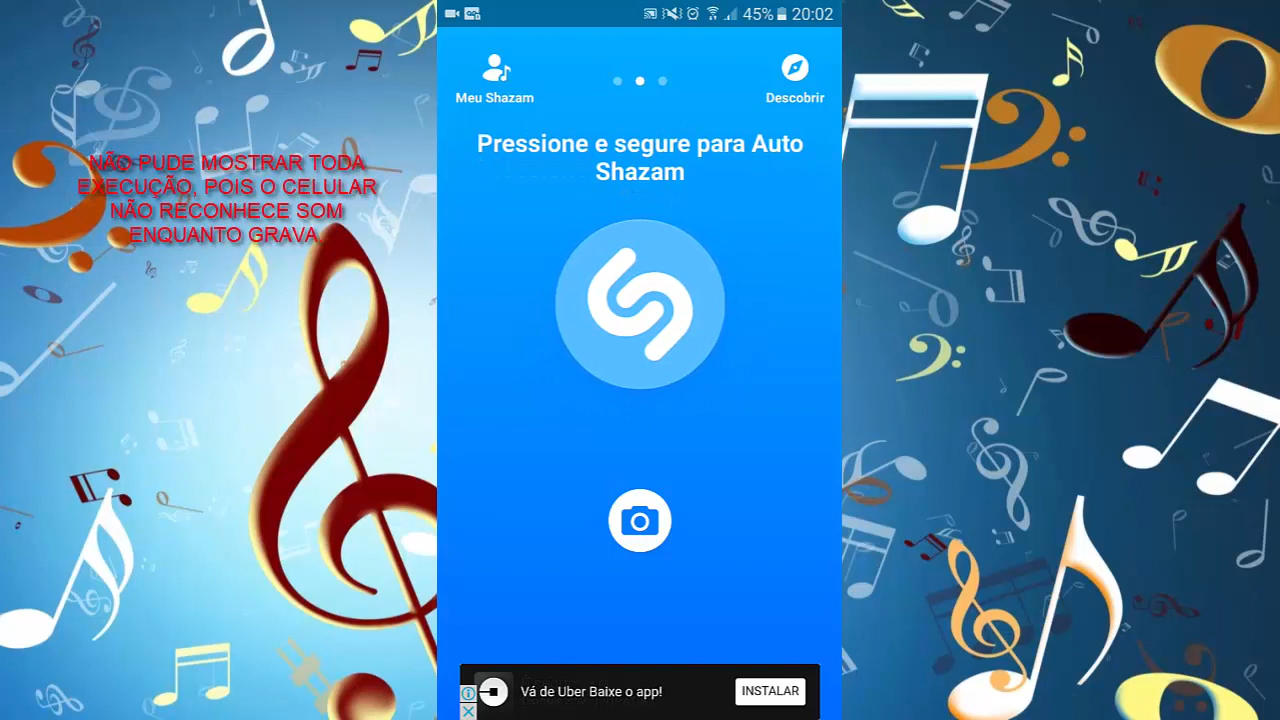 45% 20:02
Meu Shazam
Descobrir
Pressione e segure para Auto
Shazam
NÃO PUDE MOSTRAR TODA
EXECUÇÃO, POIS O CELULAR
NÃO RECONHECE SOM
ENQUANTO GRAVA
Vá de Uber Baixe o app!
INSTALAR